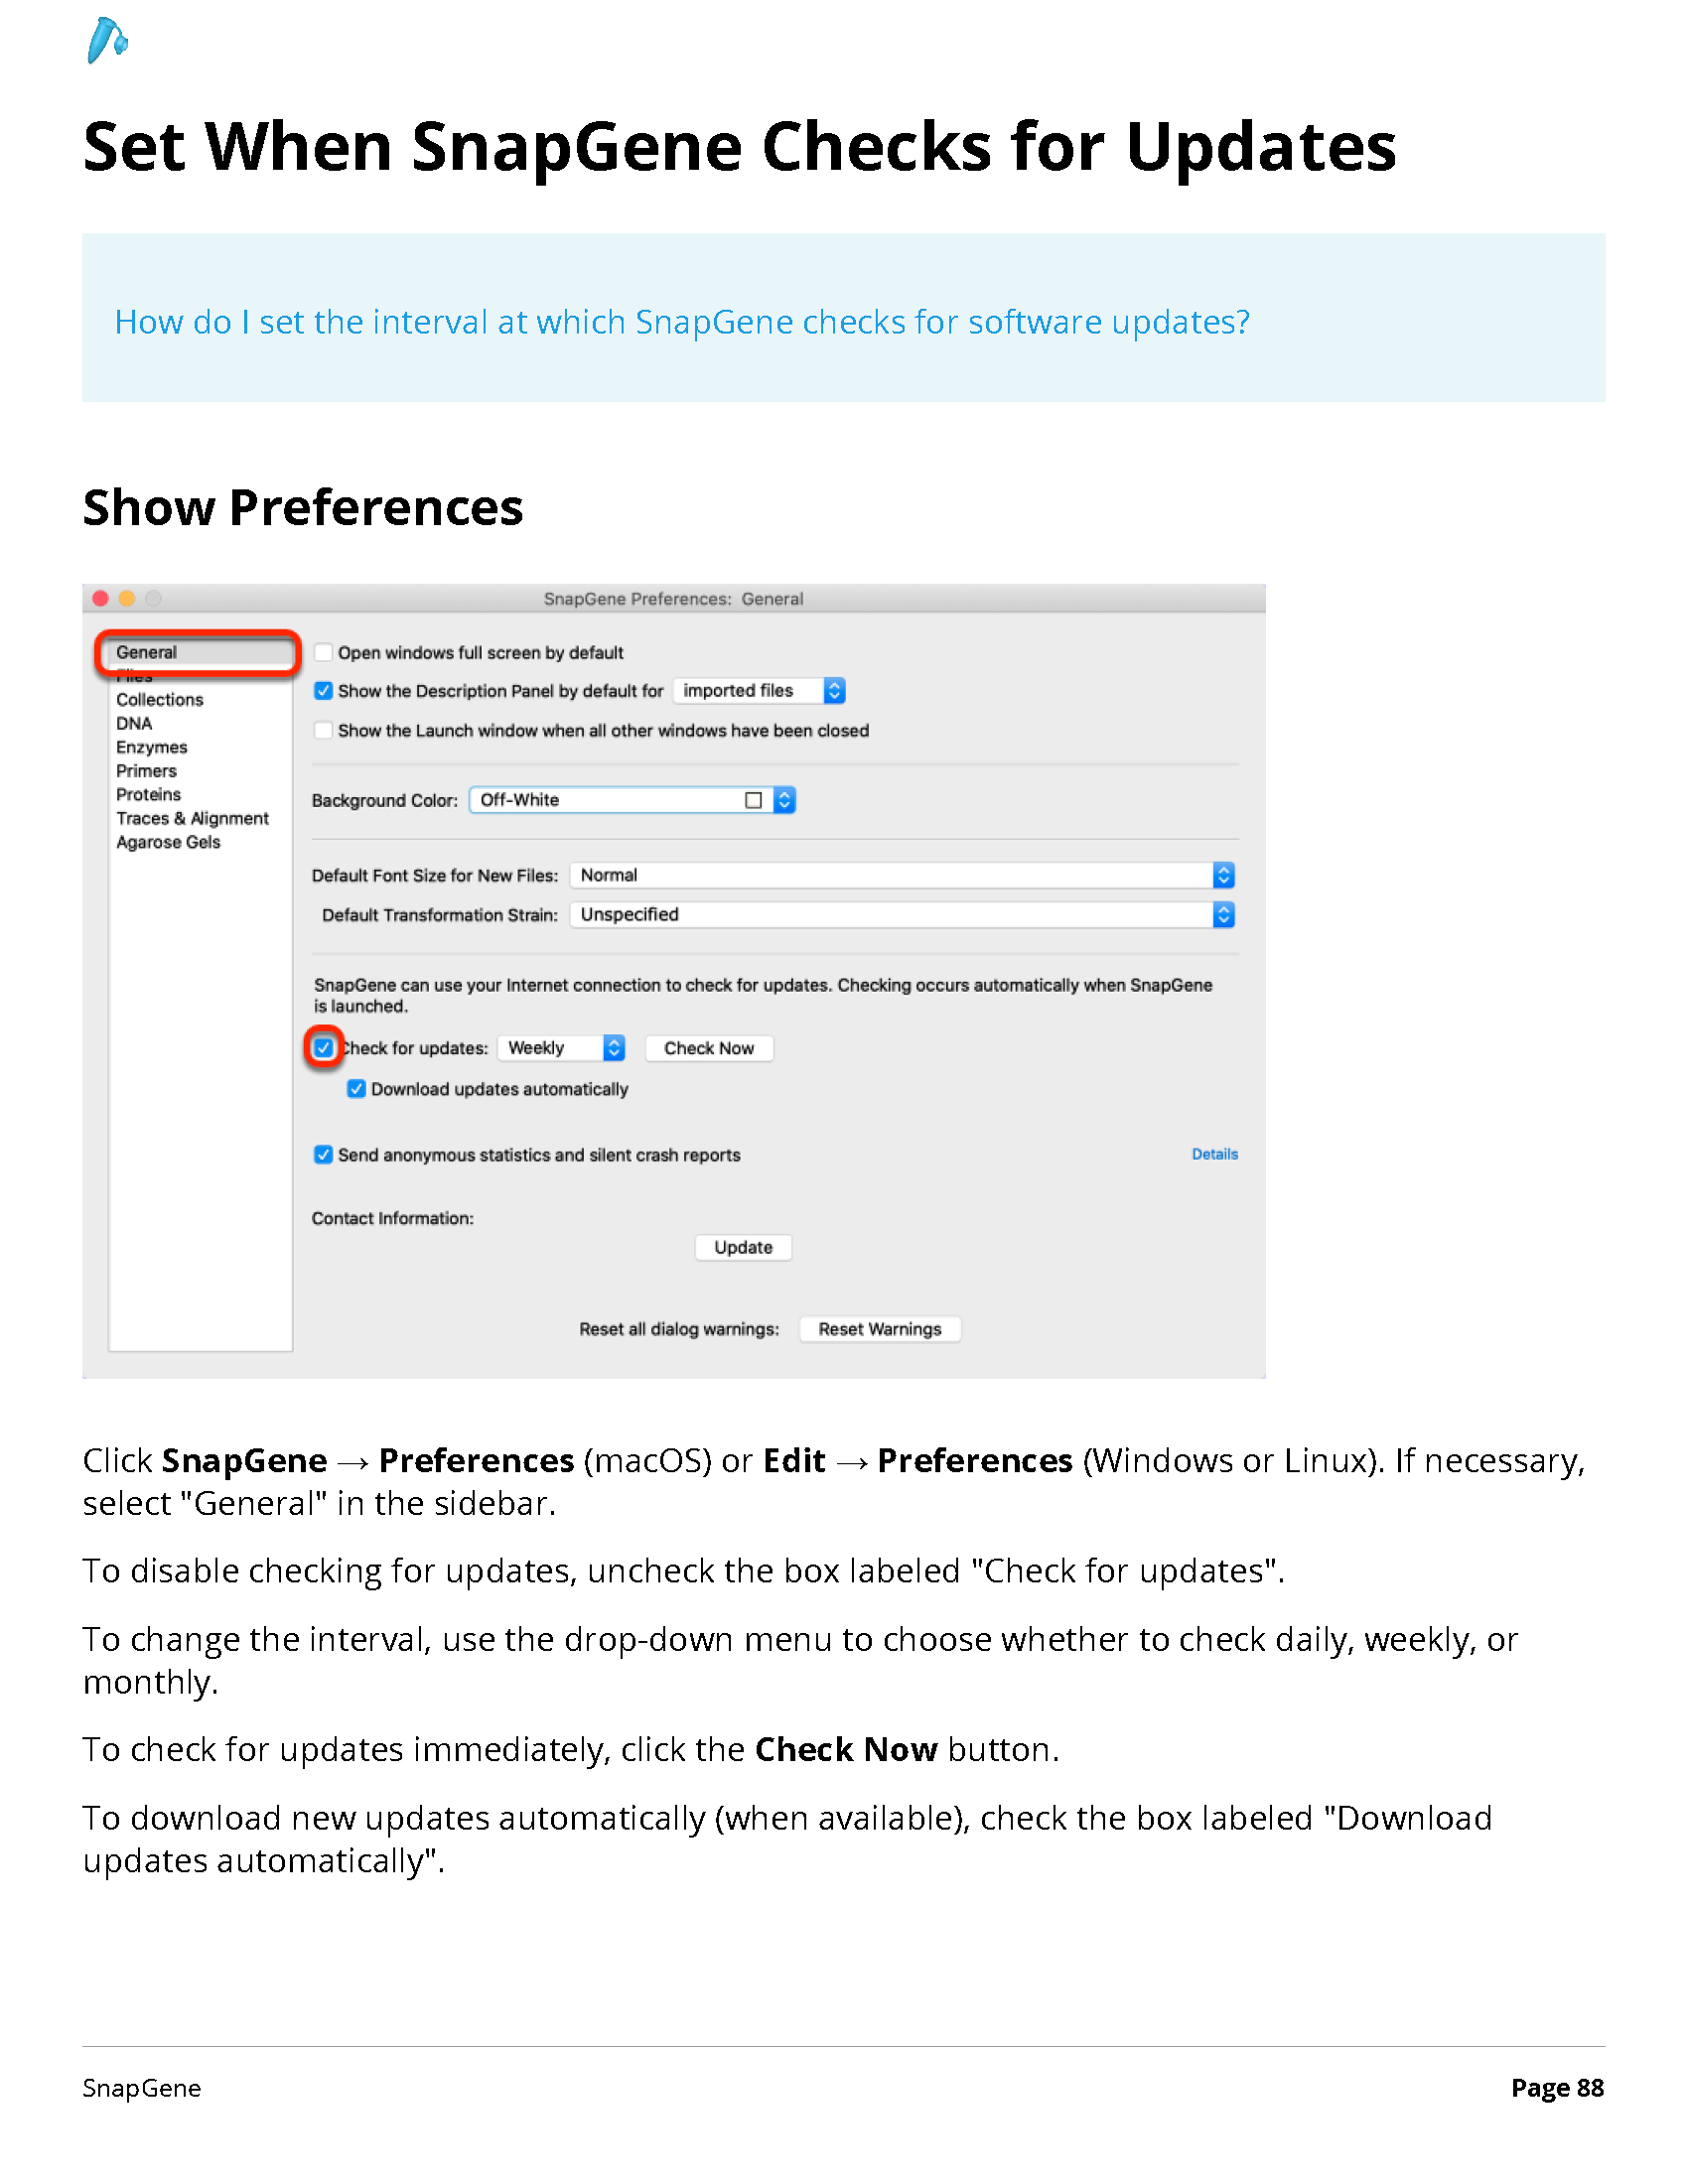 Set When SnapGene Checks for Updates
How do I set the interval at which SnapGene checks for software updates?
Show Preferences
SnapGene Preferences: General
General
Files
Collections
DNA
Enzymes
Primers
Proteins
Traces & Alignment
Agarose Gels
Open windows full screen by default
Show the Description Panel by default for imported files
Show the Launch window when all other windows have been closed
Background Color: Off-White
Default Font Size for New Files: Normal
Default Transformation Strain: Unspecified
SnapGene can use your Internet connection to check for updates. Checking occurs automatically when SnapGene
is launched.
Check for updates: Weekly Check Now
Download updates automatically
Send anonymous statistics and silent crash reports Details
Contact Information:
Update
Reset all dialog warnings: Reset Warnings
Click SnapGene → Preferences (macOS) or Edit → Preferences (Windows or Linux). If necessary,
select "General" in the sidebar.
To disable checking for updates, uncheck the box labeled "Check for updates".
To change the interval, use the drop-down menu to choose whether to check daily, weekly, or
monthly.
To check for updates immediately, click the Check Now button.
To download new updates automatically (when available), check the box labeled "Download
updates automatically".
SnapGene Page 88